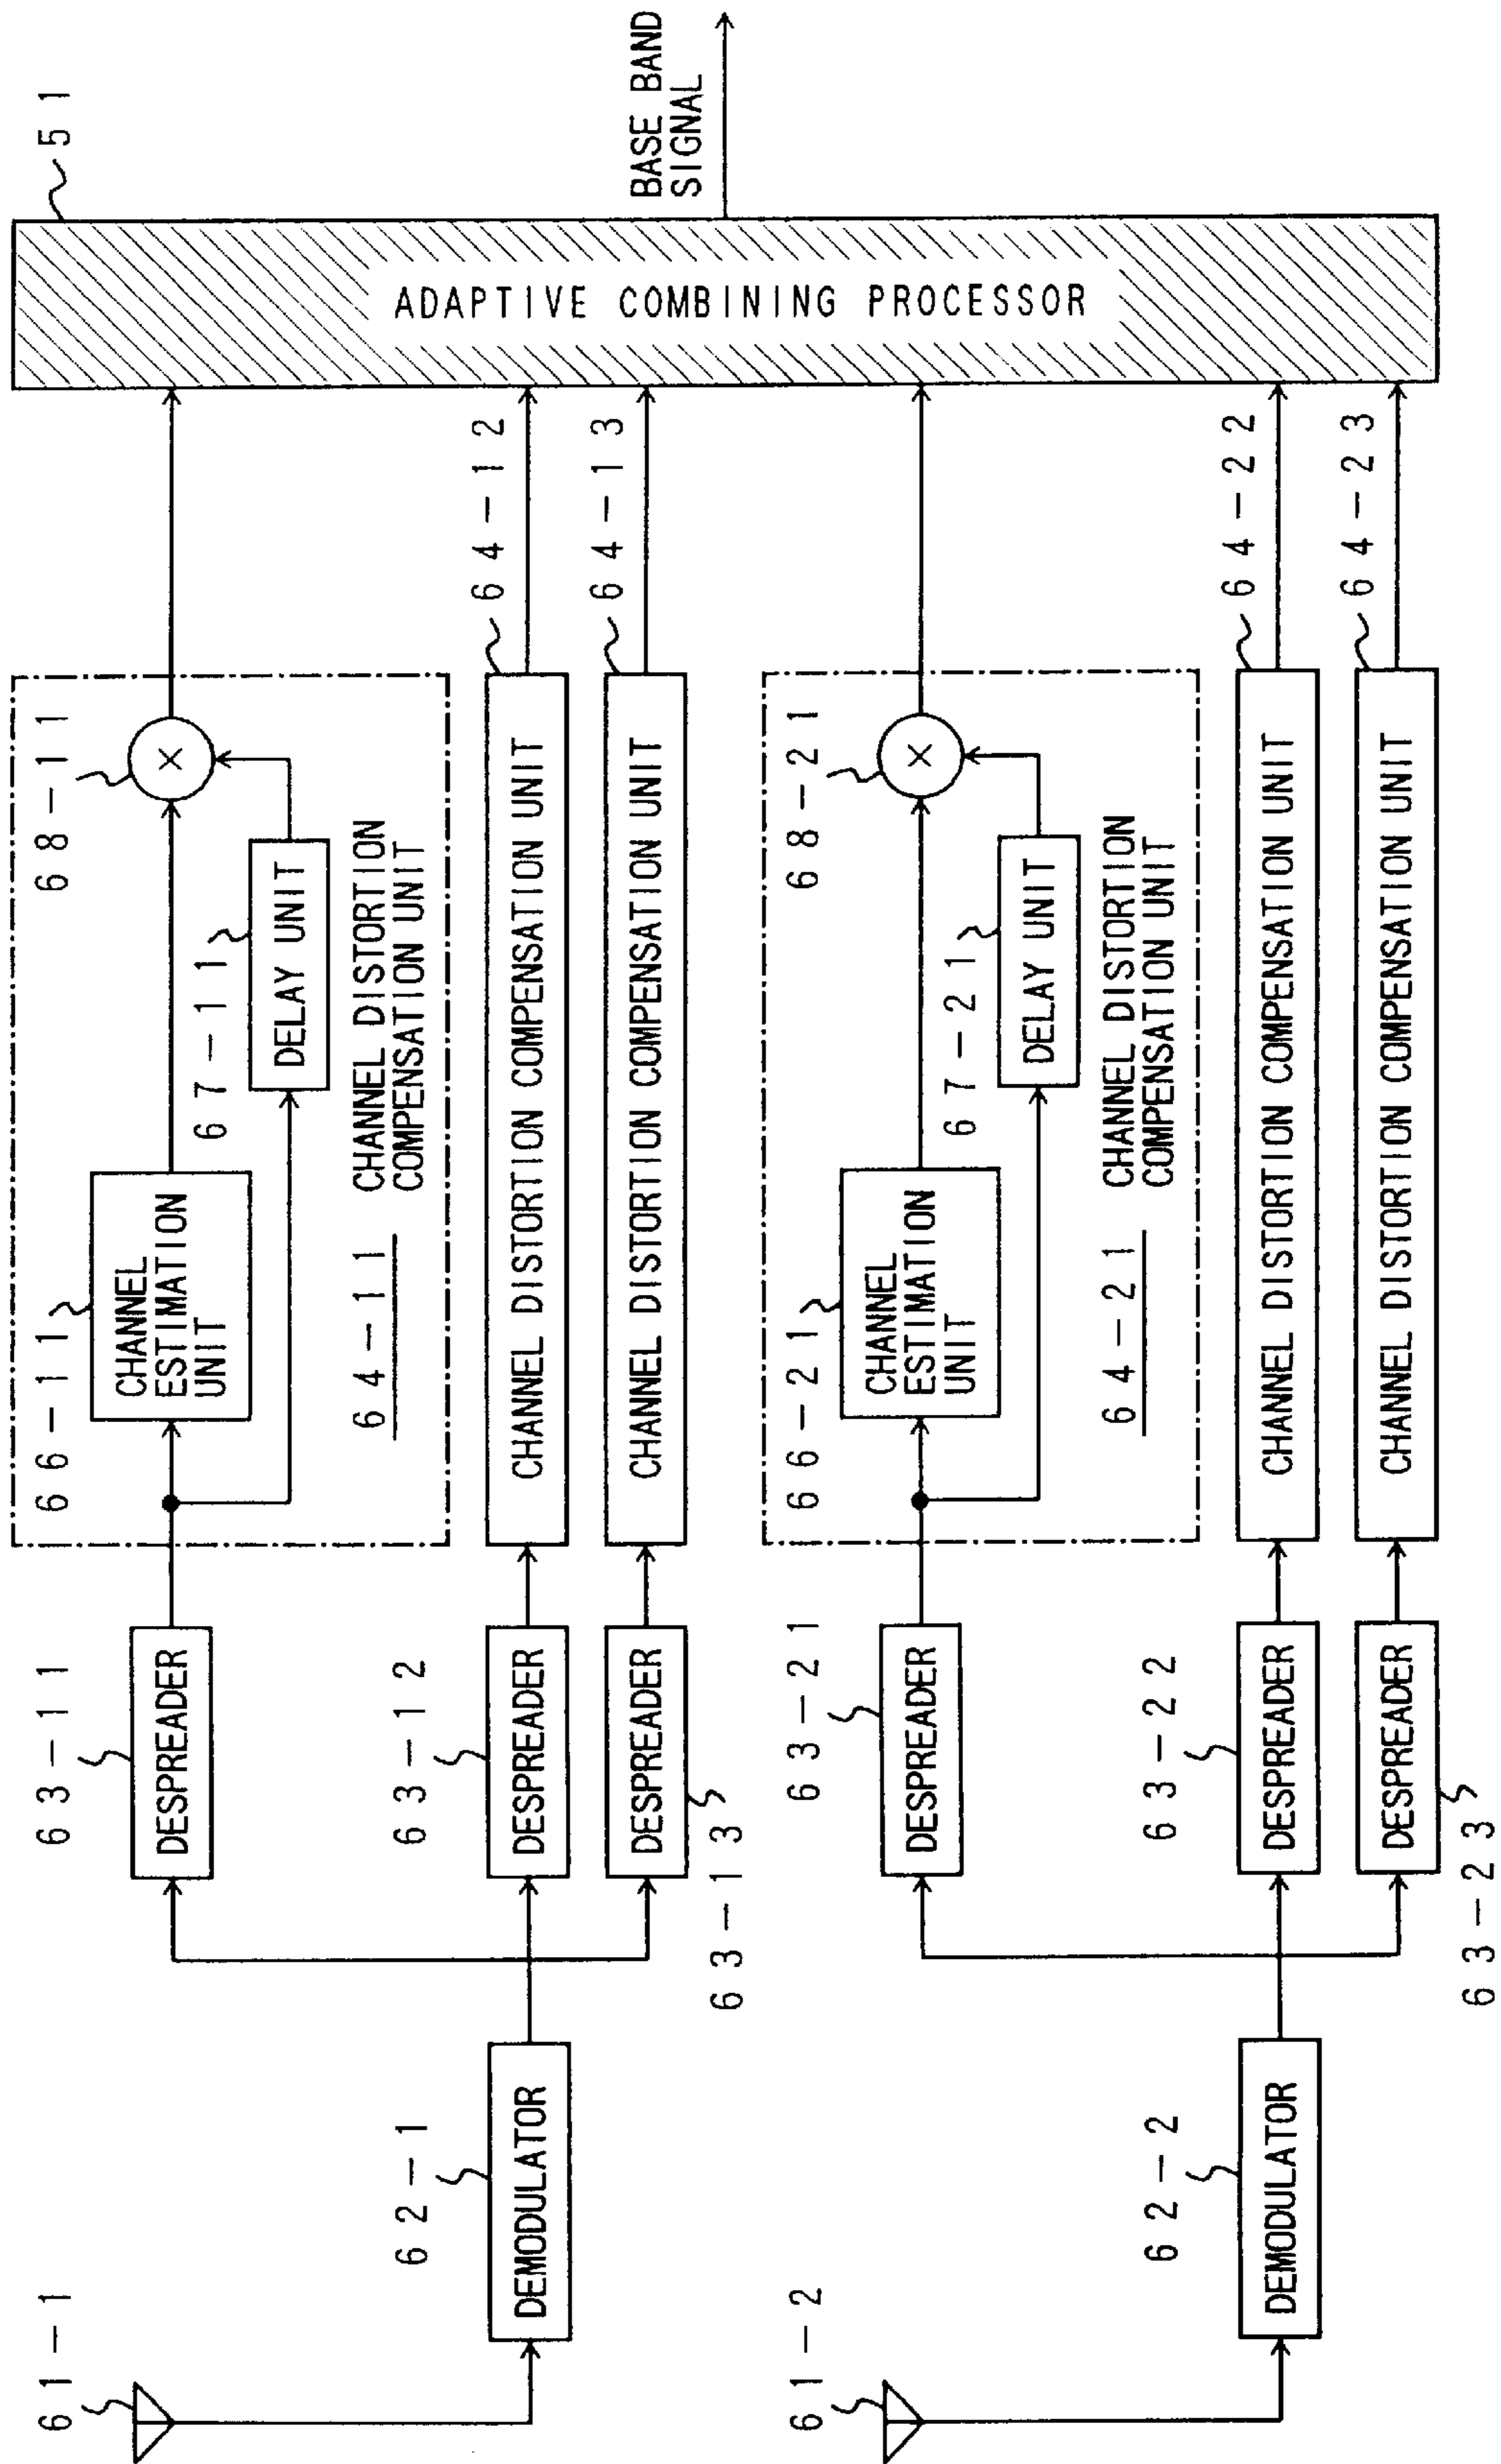 61-1
62-1
DEMODULATOR
63-11
DESPREADER
63-12
DESPREADER
DESPREADER
63-13
66-11
CHANNEL
ESTIMATION
UNIT
67-11
DELAY UNIT
68-11
×
64-11
CHANNEL DISTORTION
COMPENSATION UNIT
CHANNEL DISTORTION COMPENSATION UNIT
64-12
CHANNEL DISTORTION COMPENSATION UNIT
64-13
61-2
62-2
DEMODULATOR
63-21
DESPREADER
63-22
DESPREADER
DESPREADER
63-23
66-21
CHANNEL
ESTIMATION
UNIT
67-21
DELAY UNIT
68-21
×
64-21
CHANNEL DISTORTION
COMPENSATION UNIT
CHANNEL DISTORTION COMPENSATION UNIT
64-22
CHANNEL DISTORTION COMPENSATION UNIT
64-23
ADAPTIVE COMBINING PROCESSOR
51
BASE BAND
SIGNAL